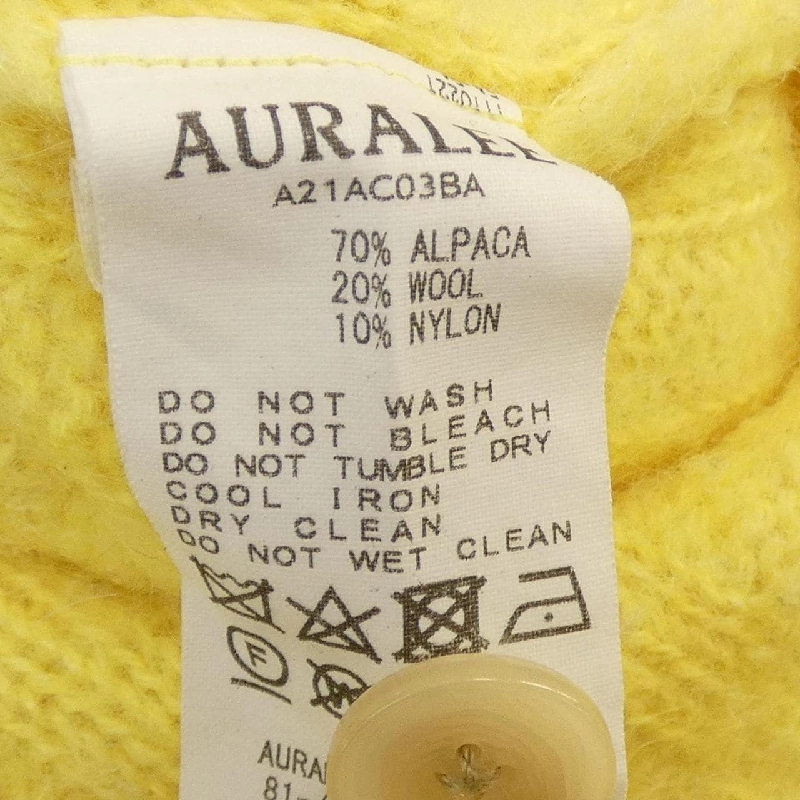 AURALEE
A21AC03BA
70% ALPACA
20% WOOL
10% NYLON
DO NOT WASH
DO NOT BLEACH
DO NOT TUMBLE DRY
COOL IRON
DRY CLEAN
DO NOT WET CLEAN
F